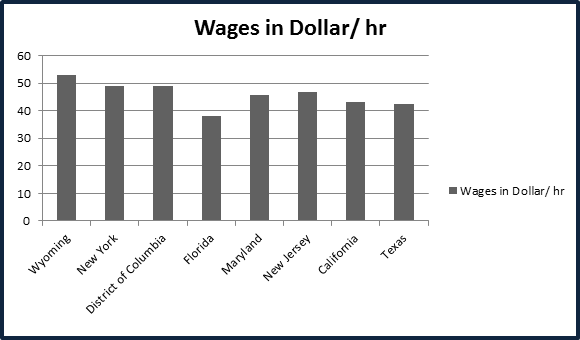 Wages in Dollar/ hr
60
50
40
30
20
10
0
Wyoming
New York
District of Columbia
Florida
Maryland
New Jersey
California
Texas
Wages in Dollar/ hr